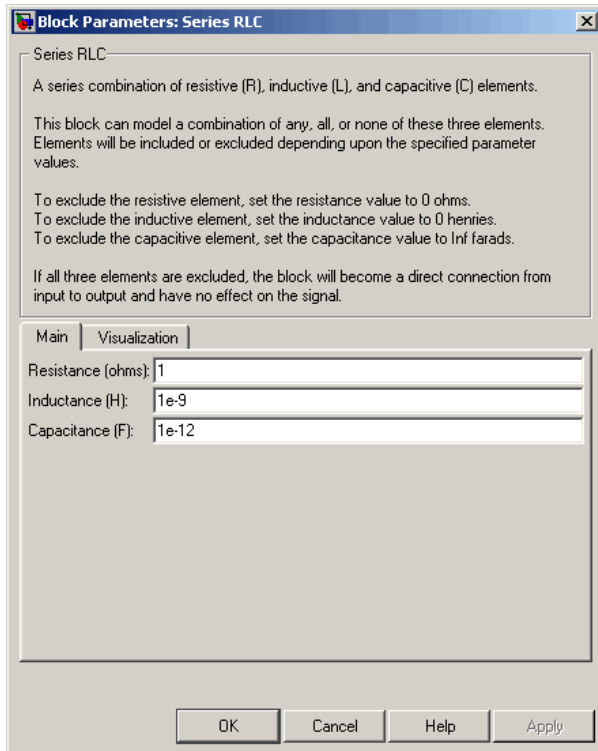 Block Parameters: Series RLC
Series RLC
A series combination of resistive (R), inductive (L), and capacitive (C) elements.
This block can model a combination of any, all, or none of these three elements.
Elements will be included or excluded depending upon the specified parameter
values.
To exclude the resistive element, set the resistance value to 0 ohms.
To exclude the inductive element, set the inductance value to 0 henries.
To exclude the capacitive element, set the capacitance value to Inf farads.
If all three elements are excluded, the block will become a direct connection from
input to output and have no effect on the signal.
Main Visualization
Resistance (ohms): 1
Inductance (H): 1e-9
Capacitance (F): 1e-12
OK Cancel Help Apply